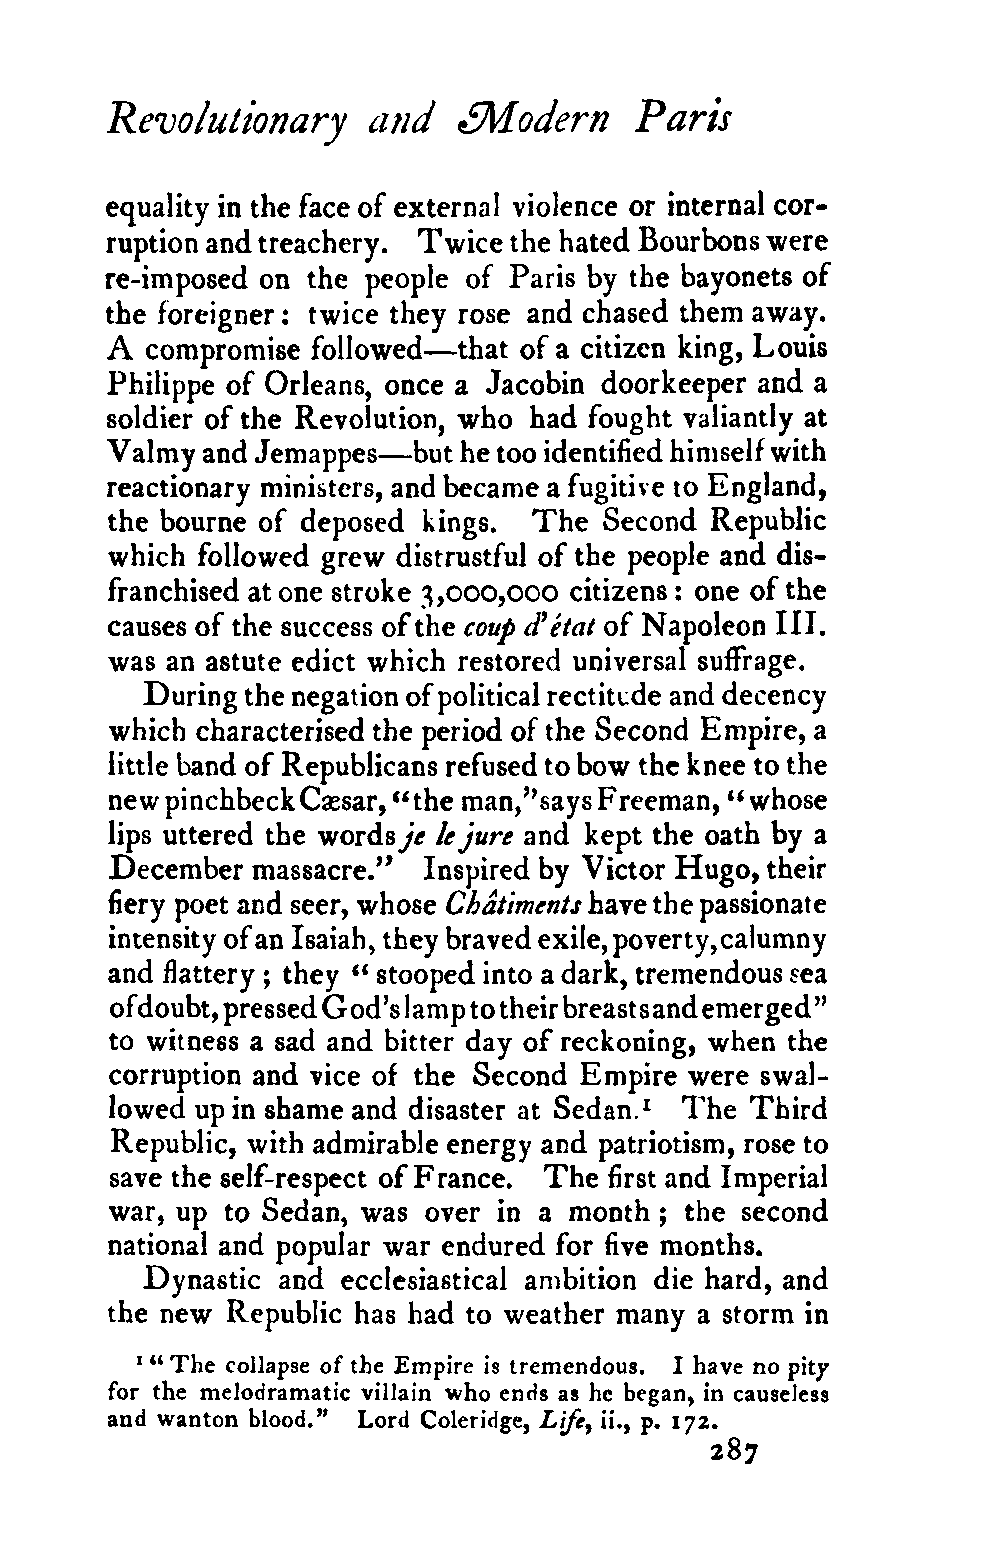 Revolutionary and Modern Paris
equality in the face of external violence or internal cor-
ruption and treachery. Twice the hated Bourbons were
re-imposed on the people of Paris by the bayonets of
the foreigner: twice they rose and chased them away.
A compromise followed—that of a citizen king, Louis
Philippe of Orleans, once a Jacobin doorkeeper and a
soldier of the Revolution, who had fought valiantly at
Valmy and Jemappes—but he too identified himself with
reactionary ministers, and became a fugitive to England,
the bourne of deposed kings. The Second Republic
which followed grew distrustful of the people and dis-
franchised at one stroke 3,000,000 citizens: one of the
causes of the success of the coup d'état of Napoleon III.
was an astute edict which restored universal suffrage.
During the negation of political rectitude and decency
which characterised the period of the Second Empire, a
little band of Republicans refused to bow the knee to the
new pinchbeck Cæsar, "the man," says Freeman, "whose
lips uttered the words je le jure and kept the oath by a
December massacre." Inspired by Victor Hugo, their
fiery poet and seer, whose Châtiments have the passionate
intensity of an Isaiah, they braved exile, poverty, calumny
and flattery; they "stooped into a dark, tremendous sea
of doubt, pressed God's lamp to their breasts and emerged"
to witness a sad and bitter day of reckoning, when the
corruption and vice of the Second Empire were swal-
lowed up in shame and disaster at Sedan.¹ The Third
Republic, with admirable energy and patriotism, rose to
save the self-respect of France. The first and Imperial
war, up to Sedan, was over in a month; the second
national and popular war endured for five months.
Dynastic and ecclesiastical ambition die hard, and
the new Republic has had to weather many a storm in
¹ "The collapse of the Empire is tremendous. I have no pity
for the melodramatic villain who ends as he began, in causeless
and wanton blood." Lord Coleridge, Life, ii., p. 172.
287